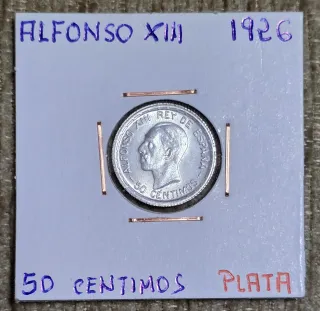 ALFONSO XIII 1926
ALFONSO XIII REY DE ESPAÑA
50 CENTIMOS
50 CENTIMOS PLATA